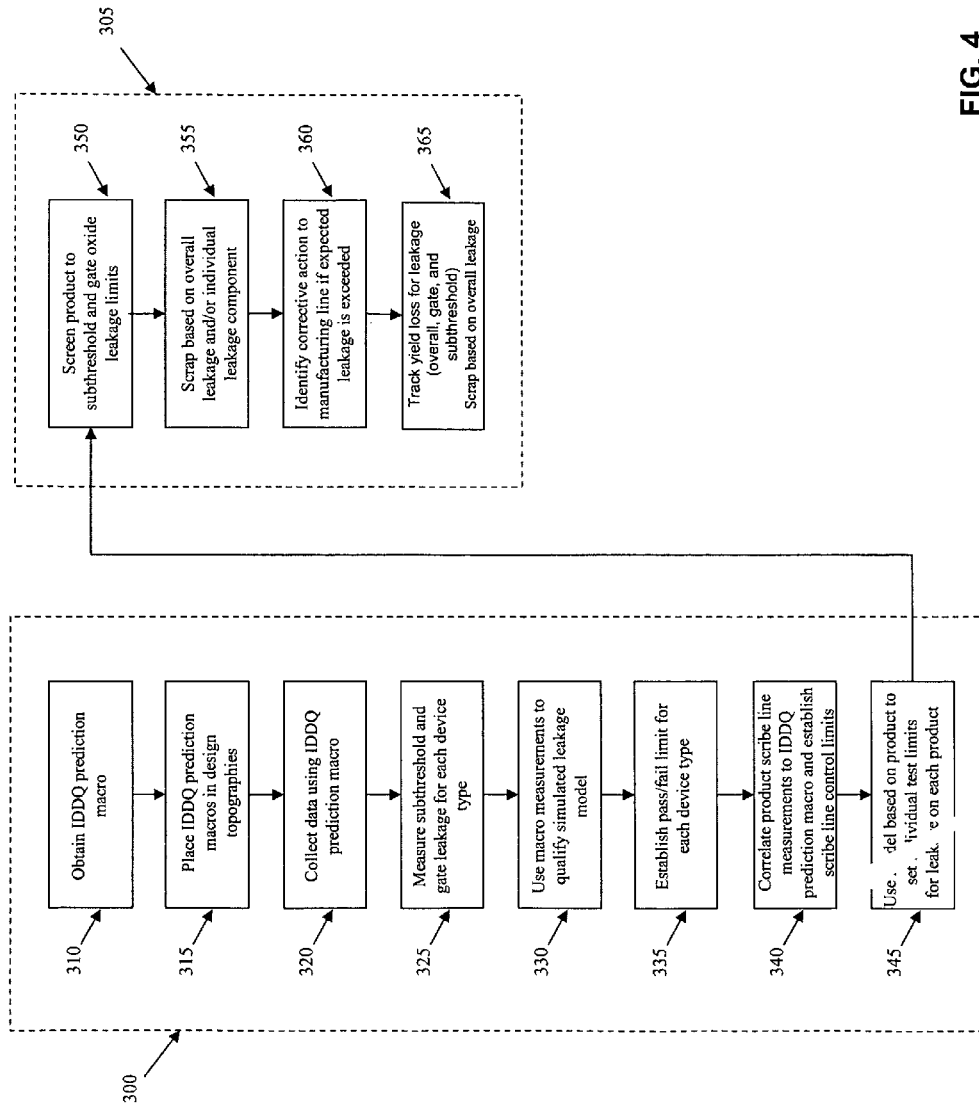 300
310
Obtain IDDQ prediction
macro
315
Place IDDQ prediction
macros in design
topographies
320
Collect data using IDDQ
prediction macro
325
Measure subthreshold and
gate leakage for each device
type
330
Use macro measurements to
qualify simulated leakage
model
335
Establish pass/fail limit for
each device type
340
Correlate product scribe line
measurements to IDDQ
prediction macro and establish
scribe line control limits
345
Use based on product to
set test limits
for on each product
305
350
Screen product to
subthreshold and gate oxide
leakage limits
355
Scrap based on overall
leakage and/or individual
leakage component
360
Identify corrective action to
manufacturing line if expected
leakage is exceeded
365
Track yield loss for leakage
(overall, gate, and
subthreshold)
Scrap based on overall leakage
FIG. 4